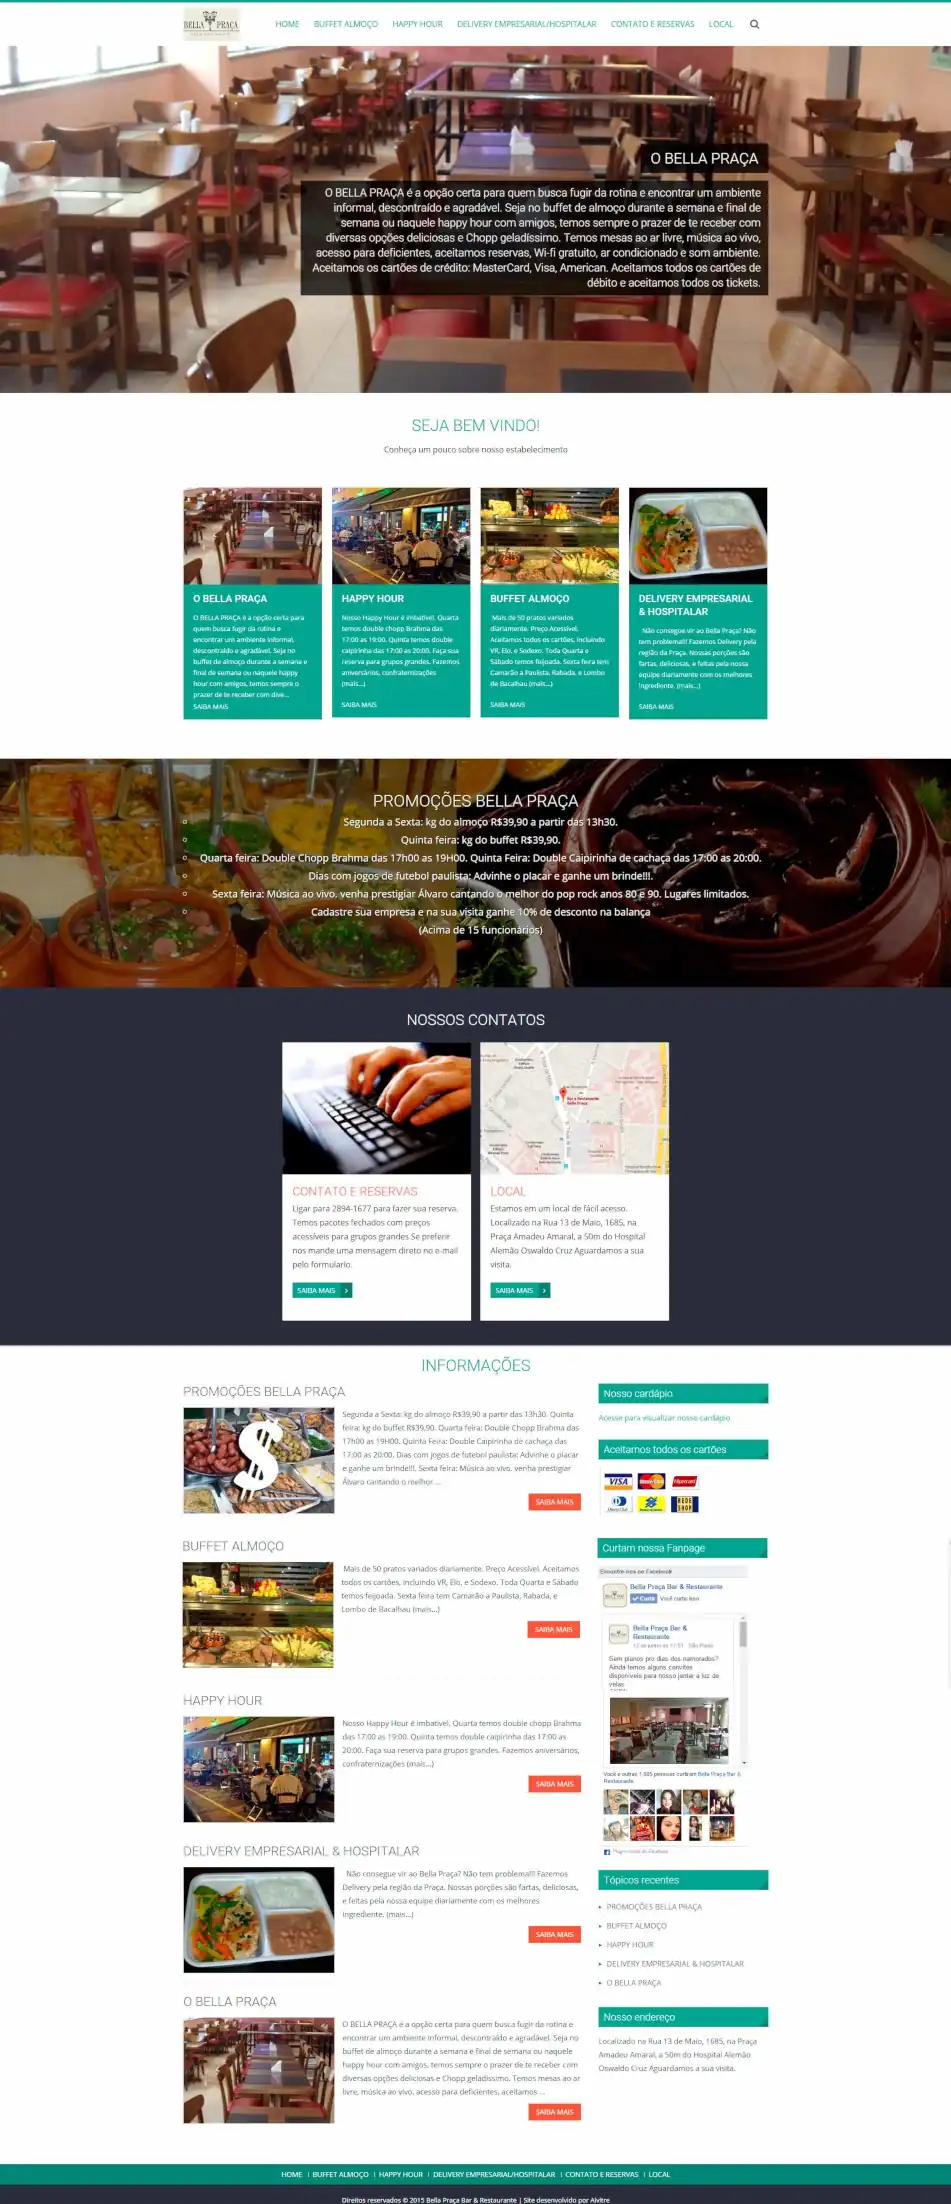 BELLA PRAÇA
HOME
BUFFET ALMOÇO
HAPPY HOUR
DELIVERY EMPRESARIAL/HOSPITALAR
CONTATO E RESERVAS
LOCAL
O BELLA PRAÇA
O BELLA PRAÇA é a opção certa para quem busca fugir da rotina e encontrar um ambiente
informal, descontraído e agradável. Seja no buffet de almoço durante a semana e final de
semana ou naquele happy hour com amigos, temos sempre o prazer de te receber com
diversas opções deliciosas e Chopp geladíssimo. Temos mesas ao ar livre, música ao vivo,
acesso para deficientes, aceitamos reservas, Wi-fi gratuito, ar condicionado e som ambiente.
Aceitamos os cartões de crédito: MasterCard, Visa, American. Aceitamos todos os cartões de
débito e aceitamos todos os tickets.
SEJA BEM VINDO!
Conheça um pouco sobre nosso estabelecimento
O BELLA PRAÇA
O BELLA PRAÇA é a opção certa para
quem busca fugir da rotina e
encontrar um ambiente informal,
descontraído e agradável. Seja no
buffet de almoço durante a semana e
final de semana ou naquele happy
hour com amigos, temos sempre o
prazer de te receber com dive...
SAIBA MAIS
HAPPY HOUR
Nosso Happy Hour é imbatível. Quarta
temos double chopp Brahma das
17:00 as 19:00. Quinta temos double
caipirinha das 17:00 as 20:00. Faça sua
reserva para grupos grandes. Fazemos
aniversários, confraternizações
(mais...)
SAIBA MAIS
BUFFET ALMOÇO
Mais de 50 pratos variados
diariamente. Preço Acessível.
Aceitamos todos os cartões, incluindo
VR, Elo, e Sodexo. Toda Quarta e
Sábado temos feijoada. Sexta feira tem
Camarão a Paulista, Rabada, e Lombo
de Bacalhau (mais...)
SAIBA MAIS
DELIVERY EMPRESARIAL
& HOSPITALAR
Não consegue vir ao Bella Praça? Não
tem problema!!! Fazemos Delivery pela
região da Praça. Nossas porções são
fartas, deliciosas, e feitas pela nossa
equipe diariamente com os melhores
ingrediente. (mais...)
SAIBA MAIS
PROMOÇÕES BELLA PRAÇA
Segunda a Sexta: kg do almoço R$39,90 a partir das 13h30.
Quinta feira: kg do buffet R$39,90.
Quarta feira: Double Chopp Brahma das 17h00 as 19H00. Quinta Feira: Double Caipirinha de cachaça das 17:00 as 20:00.
Dias com jogos de futebol paulista: Advinhe o placar e ganhe um brinde!!!.
Sexta feira: Música ao vivo. venha prestigiar Álvaro cantando o melhor do pop rock anos 80 e 90. Lugares limitados.
Cadastre sua empresa e na sua visita ganhe 10% de desconto na balança
(Acima de 15 funcionários)
NOSSOS CONTATOS
Bar e Restaurante
Bella Praça
CONTATO E RESERVAS
Ligar para 2894-1677 para fazer sua reserva.
Temos pacotes fechados com preços
acessíveis para grupos grandes Se preferir
nos mande uma mensagem direto no e-mail
pelo formulario.
SAIBA MAIS
LOCAL
Estamos em um local de fácil acesso.
Localizado na Rua 13 de Maio, 1685, na
Praça Amadeu Amaral, a 50m do Hospital
Alemão Oswaldo Cruz Aguardamos a sua
visita.
SAIBA MAIS
INFORMAÇÕES
PROMOÇÕES BELLA PRAÇA
Segunda a Sexta: kg do almoço R$39,90 a partir das 13h30. Quinta
feira: kg do buffet R$39,90. Quarta feira: Double Chopp Brahma das
17h00 as 19H00. Quinta Feira: Double Caipirinha de cachaça das
17:00 as 20:00. Dias com jogos de futebol paulista: Advinhe o placar
e ganhe um brinde!!!. Sexta feira: Música ao vivo. venha prestigiar
Álvaro cantando o melhor ...
SAIBA MAIS
BUFFET ALMOÇO
Mais de 50 pratos variados diariamente. Preço Acessível. Aceitamos
todos os cartões, incluindo VR, Elo, e Sodexo. Toda Quarta e Sábado
temos feijoada. Sexta feira tem Camarão a Paulista, Rabada, e
Lombo de Bacalhau (mais...)
SAIBA MAIS
HAPPY HOUR
Nosso Happy Hour é imbatível. Quarta temos double chopp Brahma
das 17:00 as 19:00. Quinta temos double caipirinha das 17:00 as
20:00. Faça sua reserva para grupos grandes. Fazemos aniversários,
confraternizações (mais...)
SAIBA MAIS
DELIVERY EMPRESARIAL & HOSPITALAR
Não consegue vir ao Bella Praça? Não tem problema!!! Fazemos
Delivery pela região da Praça. Nossas porções são fartas, deliciosas,
e feitas pela nossa equipe diariamente com os melhores
ingrediente. (mais...)
SAIBA MAIS
O BELLA PRAÇA
O BELLA PRAÇA é a opção certa para quem busca fugir da rotina e
encontrar um ambiente informal, descontraído e agradável. Seja no
buffet de almoço durante a semana e final de semana ou naquele
happy hour com amigos, temos sempre o prazer de te receber com
diversas opções deliciosas e Chopp geladíssimo. Temos mesas ao ar
livre, música ao vivo, acesso para deficientes, aceitamos ...
SAIBA MAIS
Nosso cardápio
Acesse para visualizar nosso cardápio
Aceitamos todos os cartões
VISA
MasterCard
Hipercard
Diners Club
REDE
SHOP
Curtam nossa Fanpage
Encontre-nos no Facebook
Bella Praça Bar & Restaurante
Curtir Você curtiu isso
Bella Praça Bar &
Restaurante
12 de junho às 11:51 · São Paulo
Sem planos pro dias dos namorados?
Ainda temos alguns convites
disponíveis para nosso jantar a luz de
velas
Você e outras 1.685 pessoas curtiram Bella Praça Bar &
Restaurante.
Plug-in social do Facebook
Tópicos recentes
PROMOÇÕES BELLA PRAÇA
BUFFET ALMOÇO
HAPPY HOUR
DELIVERY EMPRESARIAL & HOSPITALAR
O BELLA PRAÇA
Nosso endereço
Localizado na Rua 13 de Maio, 1685, na Praça
Amadeu Amaral, a 50m do Hospital Alemão
Oswaldo Cruz Aguardamos a sua visita.
HOME | BUFFET ALMOÇO | HAPPY HOUR | DELIVERY EMPRESARIAL/HOSPITALAR | CONTATO E RESERVAS | LOCAL
Direitos reservados © 2015 Bella Praça Bar & Restaurante | Site desenvolvido por Alvitre